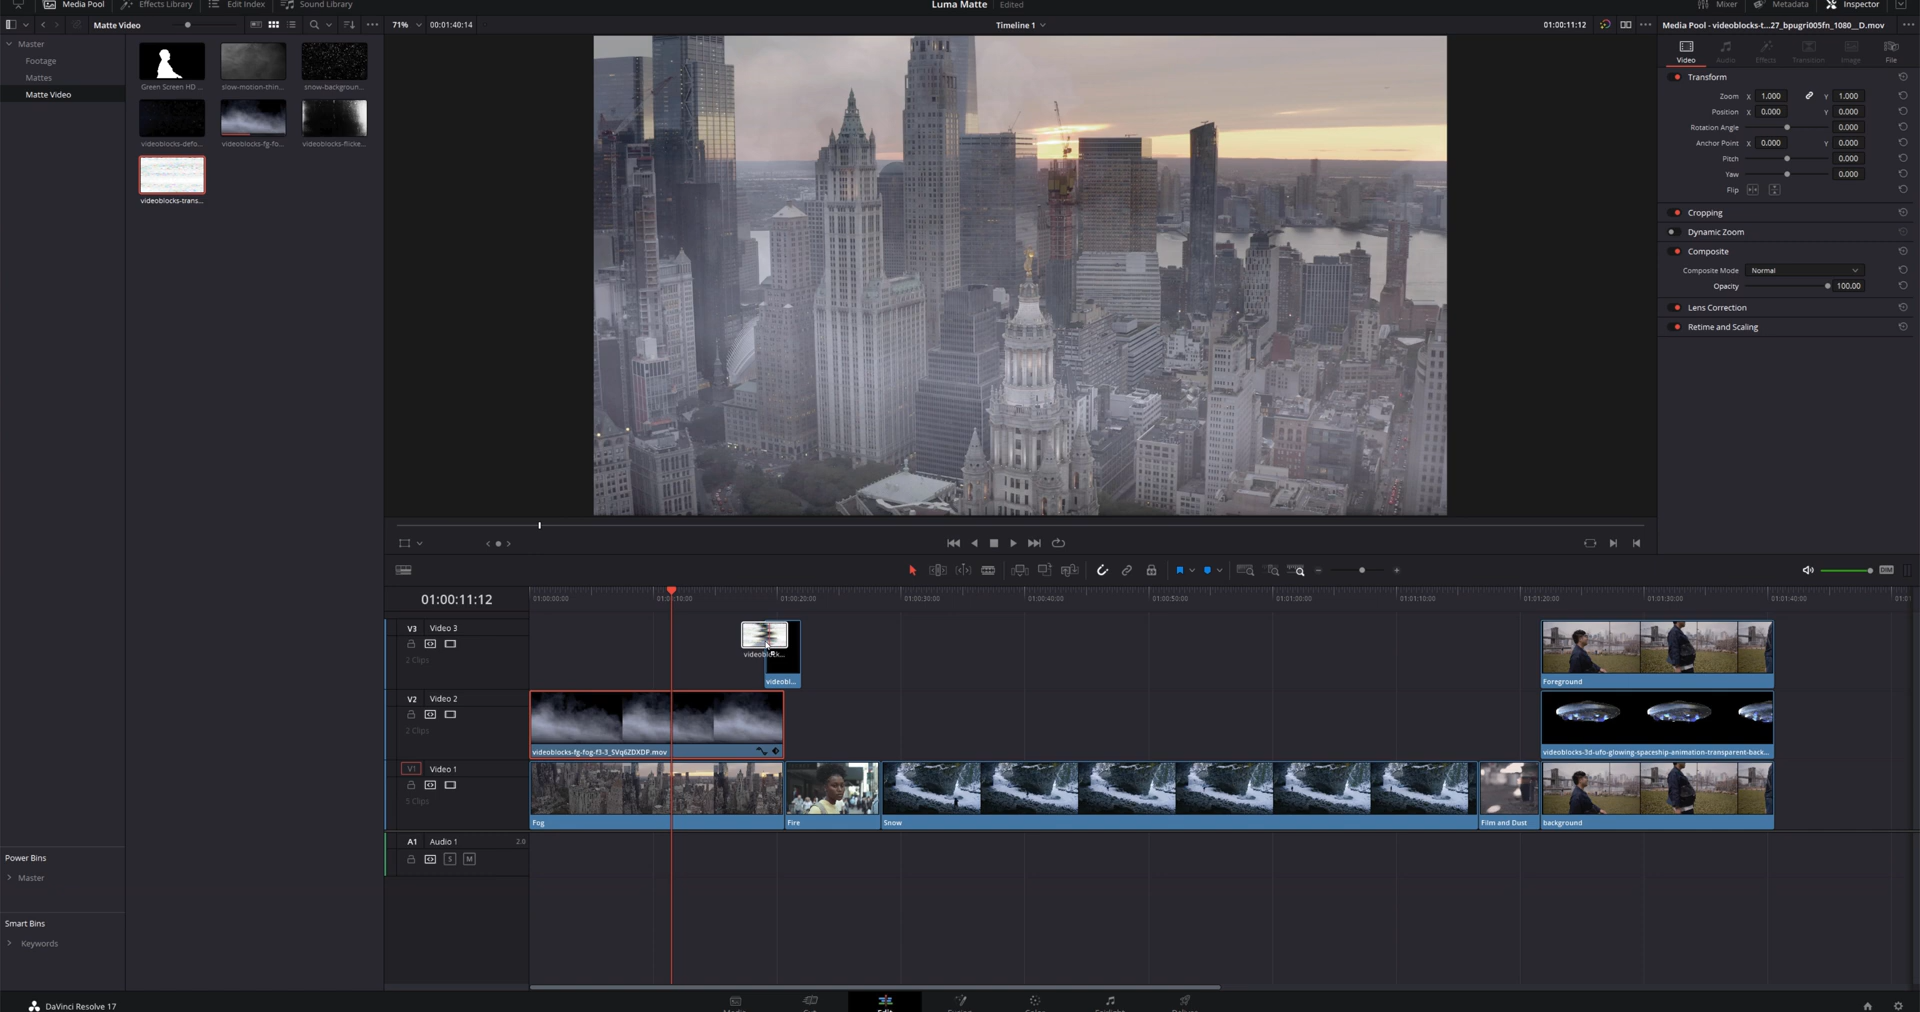 Media Pool
Effects Library
Edit Index
Sound Library
Luma Matte
Edited
Mixer
Metadata
Inspector
Matte Video
71%
00:01:40:14
Timeline 1
01:00:11:12
Media Pool - videoblocks-t...27_bpugri005fn_1080__D.mov
Master
Footage
Mattes
Matte Video
Green Screen HD ...
slow-motion-thin...
snow-backgroun...
videoblocks-defo...
videoblocks-fg-fo...
videoblocks-flicke...
videoblocks-trans...
Video
Audio
Effects
Transition
Image
File
Transform
Zoom X 1.000 Y 1.000
Position X 0.000 Y 0.000
Rotation Angle 0.000
Anchor Point X 0.000 Y 0.000
Pitch 0.000
Yaw 0.000
Flip
Cropping
Dynamic Zoom
Composite
Composite Mode Normal
Opacity 100.00
Lens Correction
Retime and Scaling
DIM
01:00:11:12
01:00:00:00
01:00:10:00
01:00:20:00
01:00:30:00
01:00:40:00
01:00:50:00
01:01:00:00
01:01:10:00
01:01:20:00
01:01:30:00
01:01:40:00
V3 Video 3
2 Clips
videoblock...
videobl...
Foreground
V2 Video 2
2 Clips
videoblocks-fg-fog-f3-3_SVq6ZDXDP.mov
videoblocks-3d-ufo-glowing-spaceship-animation-transparent-back...
V1 Video 1
5 Clips
Fog
Fire
Snow
Film and Dust
background
A1 Audio 1 2.0
S M
Power Bins
Master
Smart Bins
Keywords
DaVinci Resolve 17
Edit